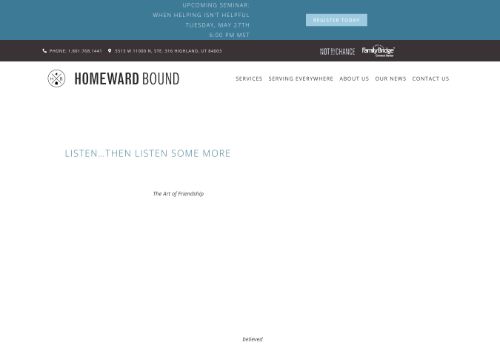 UPCOMING SEMINAR:
WHEN HELPING ISN'T HELPFUL
TUESDAY, MAY 27TH
6:00 PM MST
REGISTER TODAY
PHONE: 1.801.768.1441
5513 W 11000 N, STE. 316 HIGHLAND, UT 84003
NOT BY CHANCE
FamilyBridge
HOMEWARD BOUND
SERVICES SERVING EVERYWHERE ABOUT US OUR NEWS CONTACT US
LISTEN…THEN LISTEN SOME MORE
The Art of Friendship
believed